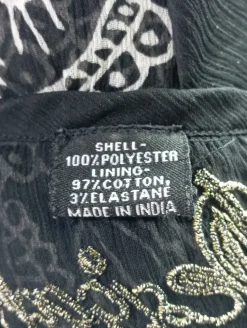 SHELL-
100%POLYESTER
LINING-
97%COTTON,
3%ELASTANE
MADE IN INDIA